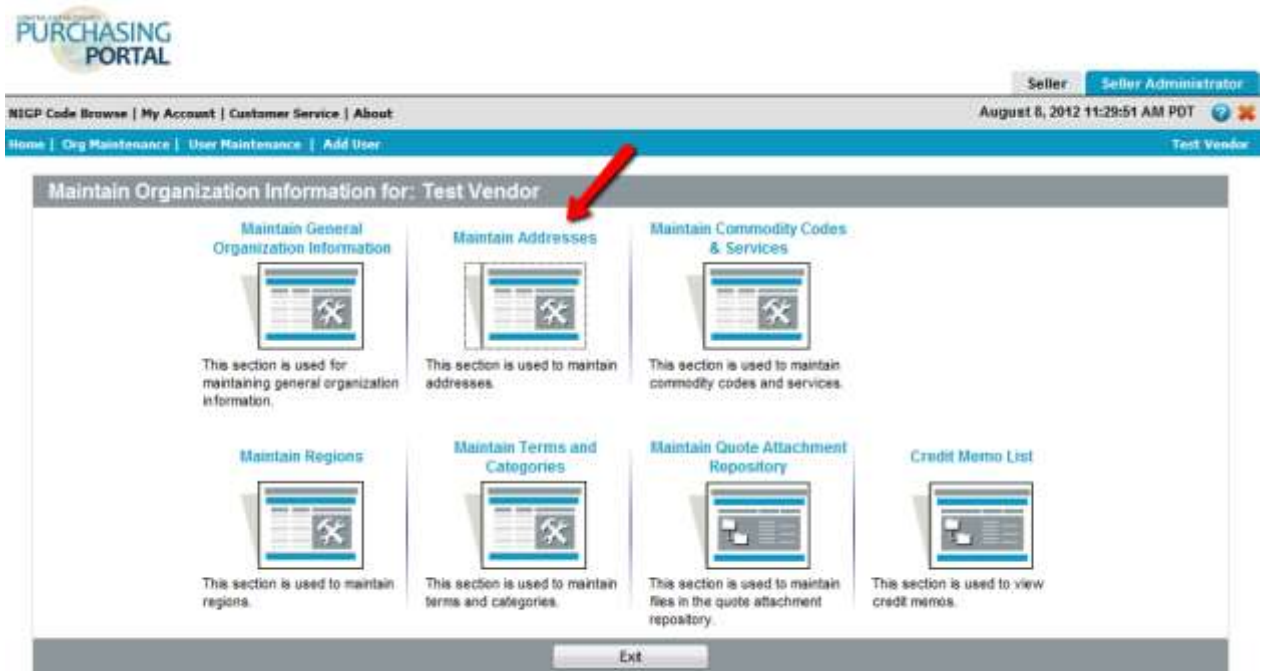 PURCHASING
PORTAL
Seller
Seller Administrator
NIGP Code Browse | My Account | Customer Service | About
August 8, 2012 11:29:51 AM PDT
Home | Org Maintenance | User Maintenance | Add User
Test Vendor
Maintain Organization Information for: Test Vendor
Maintain General
Organization Information
This section is used for
maintaining general organization
information.
Maintain Addresses
This section is used to maintain
addresses.
Maintain Commodity Codes
& Services
This section is used to maintain
commodity codes and services.
Maintain Regions
This section is used to maintain
regions.
Maintain Terms and
Categories
This section is used to maintain
terms and categories.
Maintain Quote Attachment
Repository
This section is used to maintain
files in the quote attachment
repository.
Credit Memo List
This section is used to view
credit memos.
Exit